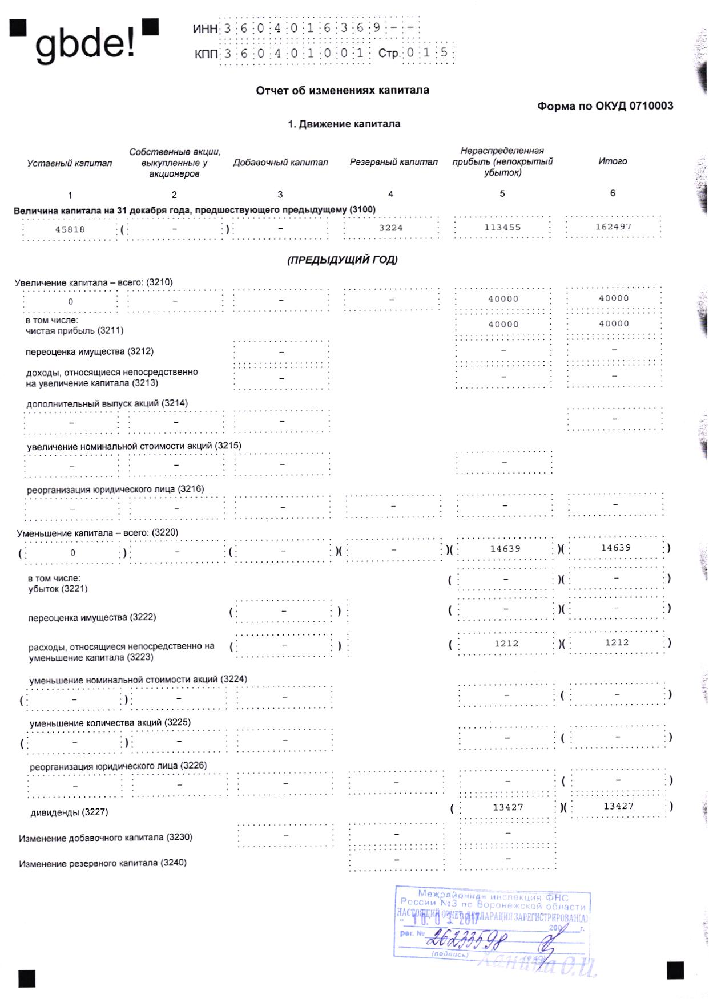 gbde!
ИНН 3604016369--
КПП 360401001 Стр. 015
Отчет об изменениях капитала
Форма по ОКУД 0710003
1. Движение капитала
Уставный капитал Собственные акции, выкупленные у акционеров Добавочный капитал Резервный капитал Нераспределенная прибыль (непокрытый убыток) Итого
1 2 3 4 5 6
Величина капитала на 31 декабря года, предшествующего предыдущему (3100)
45818 ( – ) – 3224 113455 162497
(ПРЕДЫДУЩИЙ ГОД)
Увеличение капитала – всего: (3210)
0 – – – 40000 40000
в том числе:
чистая прибыль (3211) 40000 40000
переоценка имущества (3212) – – –
доходы, относящиеся непосредственно
на увеличение капитала (3213) – – –
дополнительный выпуск акций (3214)
– – – –
увеличение номинальной стоимости акций (3215)
– – – –
реорганизация юридического лица (3216)
– – – – – –
Уменьшение капитала – всего: (3220)
( 0 ) – ( – )( – )( 14639 )( 14639 )
в том числе:
убыток (3221) ( – )( – )
переоценка имущества (3222) ( – ) ( – )( – )
расходы, относящиеся непосредственно на
уменьшение капитала (3223) ( – ) ( 1212 )( 1212 )
уменьшение номинальной стоимости акций (3224)
( – ) – – – ( – )
уменьшение количества акций (3225)
( – ) – – – ( – )
реорганизация юридического лица (3226)
– – – – – ( – )
дивиденды (3227) ( 13427 )( 13427 )
Изменение добавочного капитала (3230) – – –
Изменение резервного капитала (3240) – –
Межрайонная инспекция ФНС
России №3 по Воронежской области
НАСТОЯЩИЙ ОТЧЕТ, ДЕКЛАРАЦИЯ ЗАРЕГИСТРИРОВАН(А)
" 10.03.2017 200 г.
рег. № 26233598
(подпись)
Ханина О.И.